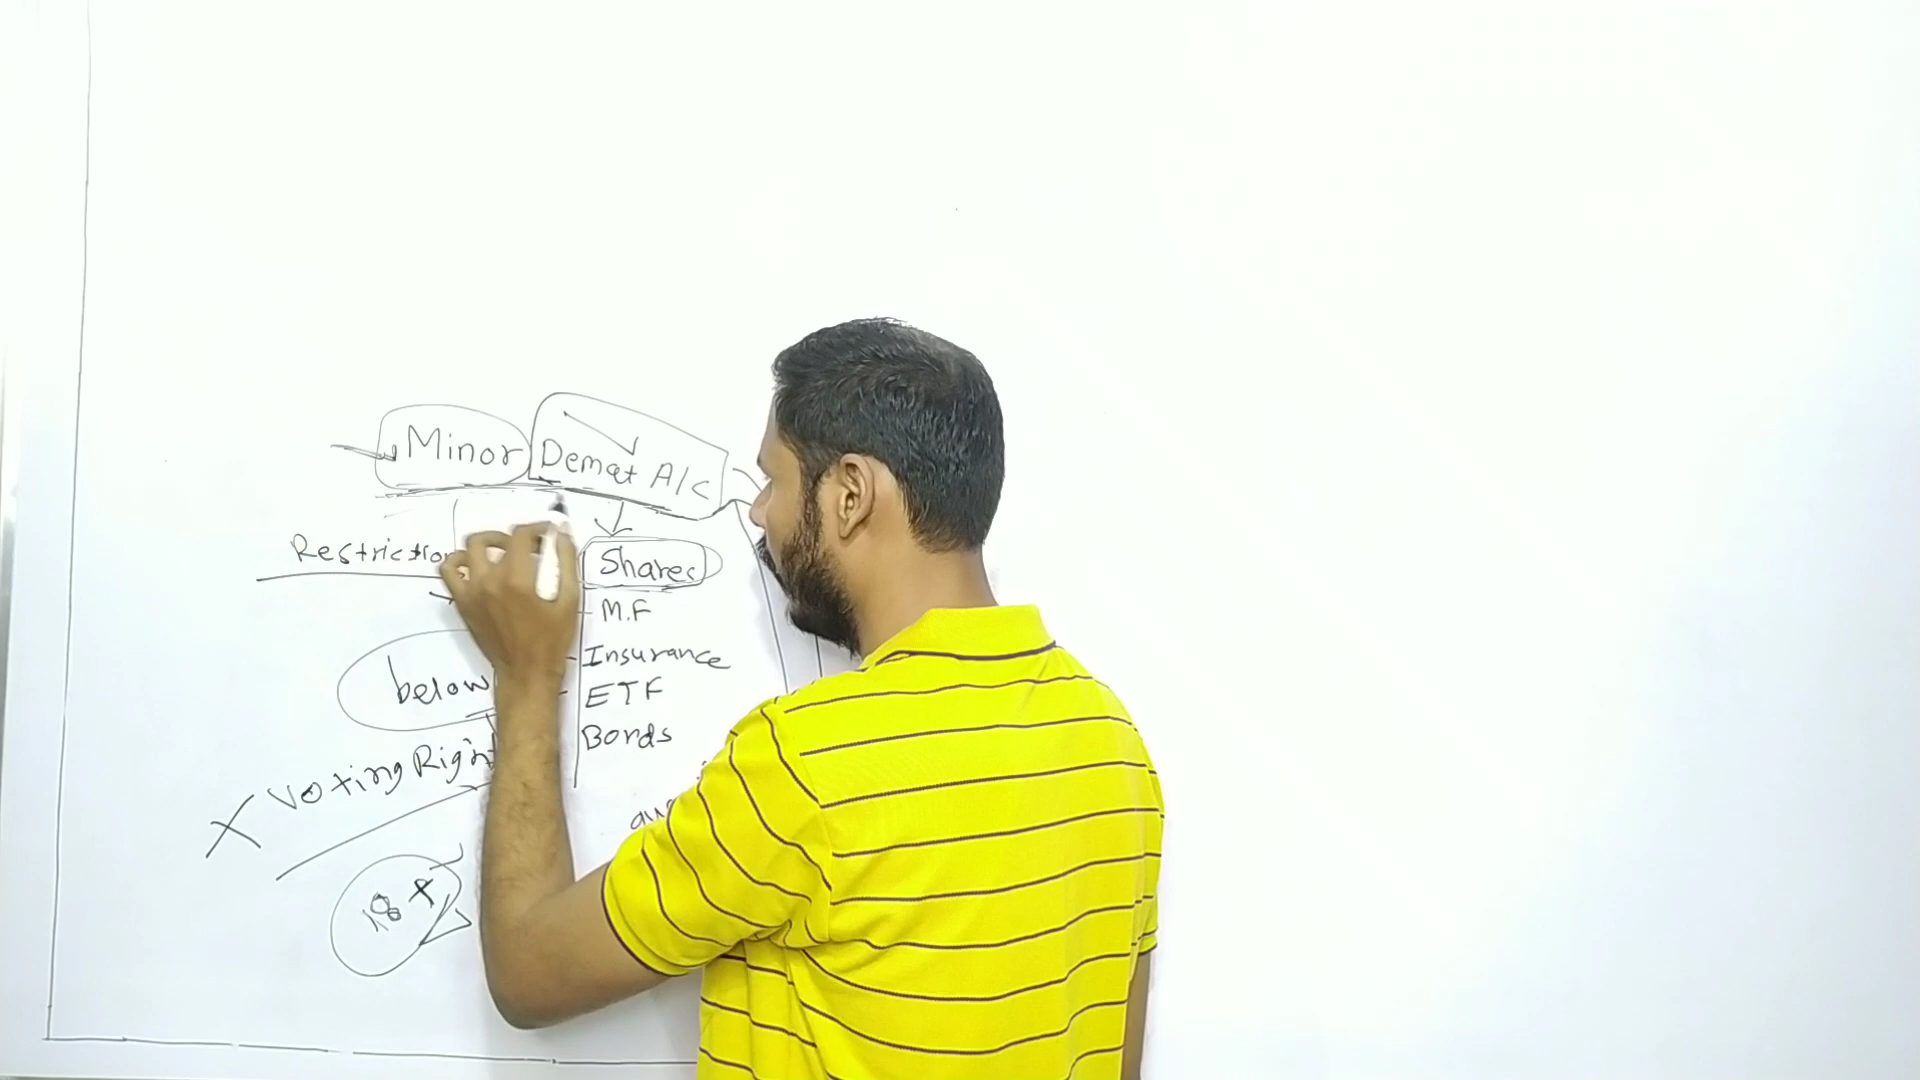 Minor Demat A/c
Restriction
Shares
M.F
below
Insurance
ETF
Bonds
Voting Right
X
18+